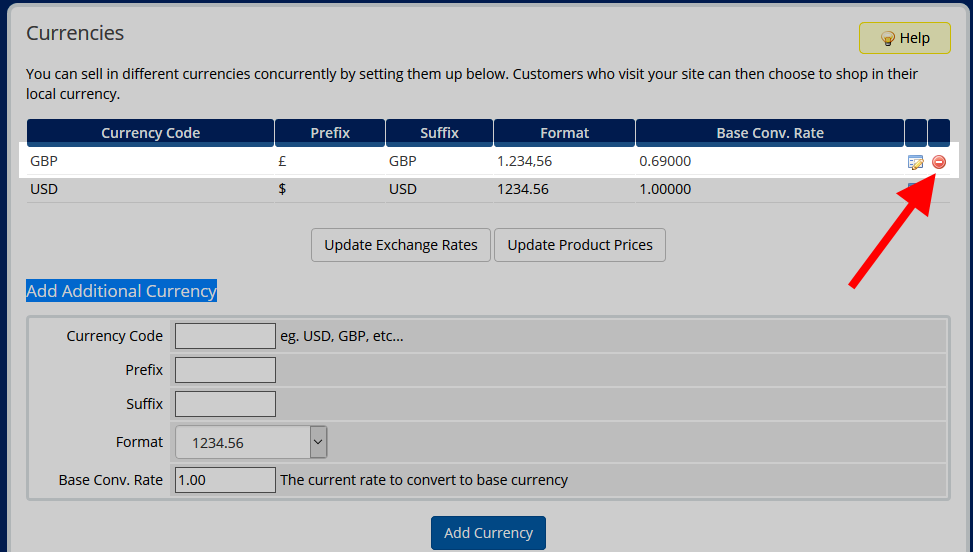 Currencies
Help
You can sell in different currencies concurrently by setting them up below. Customers who visit your site can then choose to shop in their
local currency.
Currency Code Prefix Suffix Format Base Conv. Rate
GBP £ GBP 1.234,56 0.69000
USD $ USD 1234.56 1.00000
Update Exchange Rates Update Product Prices
Add Additional Currency
Currency Code eg. USD, GBP, etc...
Prefix
Suffix
Format 1234.56
Base Conv. Rate 1.00 The current rate to convert to base currency
Add Currency